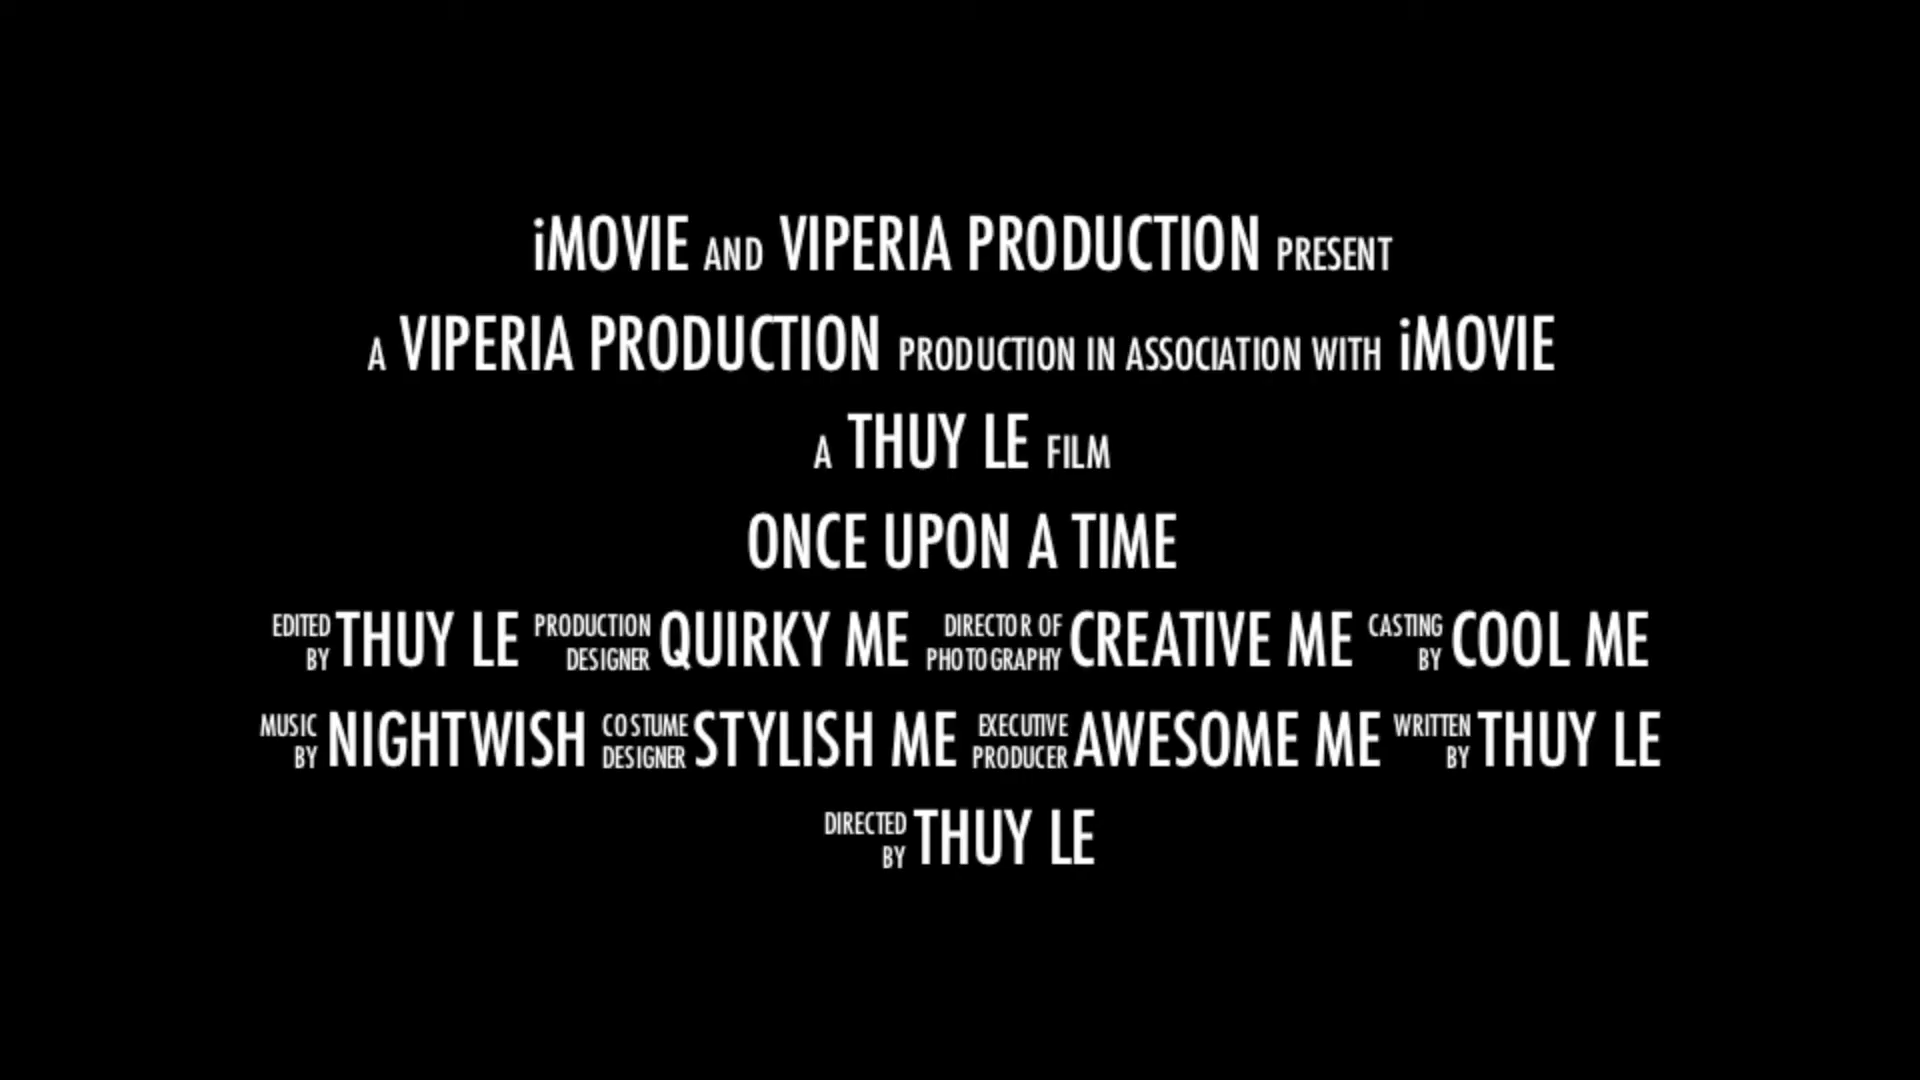 iMOVIE AND VIPERIA PRODUCTION PRESENT
A VIPERIA PRODUCTION PRODUCTION IN ASSOCIATION WITH iMOVIE
A THUY LE FILM
ONCE UPON A TIME
EDITED BY THUY LE PRODUCTION DESIGNER QUIRKY ME DIRECTOR OF PHOTOGRAPHY CREATIVE ME CASTING BY COOL ME
MUSIC BY NIGHTWISH COSTUME DESIGNER STYLISH ME EXECUTIVE PRODUCER AWESOME ME WRITTEN BY THUY LE
DIRECTED BY THUY LE